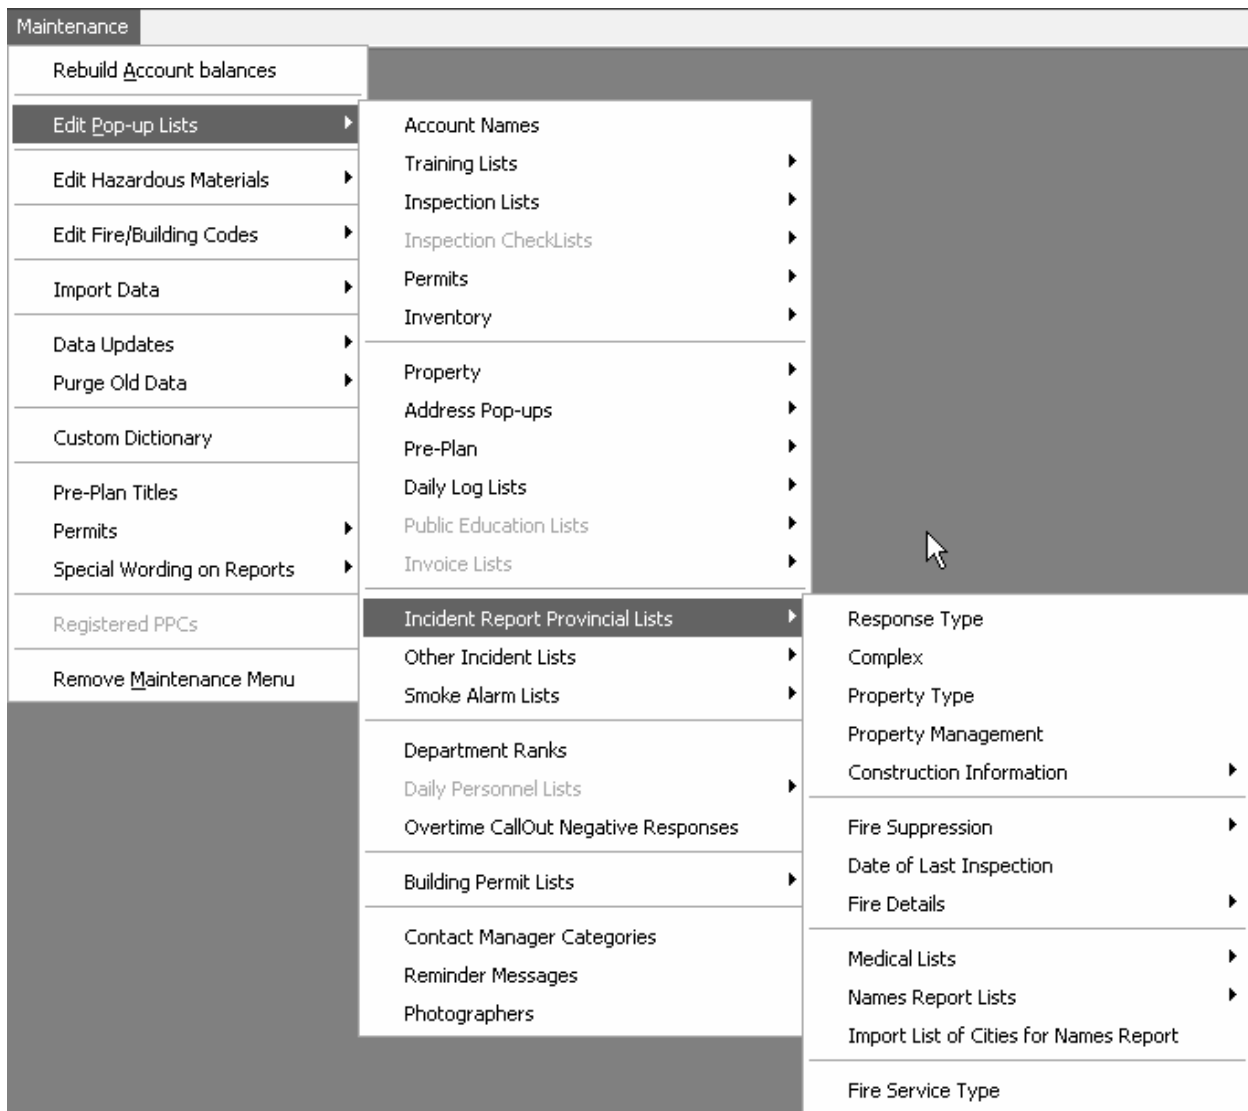 Maintenance
Rebuild Account balances
Edit Pop-up Lists
Edit Hazardous Materials
Edit Fire/Building Codes
Import Data
Data Updates
Purge Old Data
Custom Dictionary
Pre-Plan Titles
Permits
Special Wording on Reports
Registered PPCs
Remove Maintenance Menu
Account Names
Training Lists
Inspection Lists
Inspection CheckLists
Permits
Inventory
Property
Address Pop-ups
Pre-Plan
Daily Log Lists
Public Education Lists
Invoice Lists
Incident Report Provincial Lists
Other Incident Lists
Smoke Alarm Lists
Department Ranks
Daily Personnel Lists
Overtime CallOut Negative Responses
Building Permit Lists
Contact Manager Categories
Reminder Messages
Photographers
Response Type
Complex
Property Type
Property Management
Construction Information
Fire Suppression
Date of Last Inspection
Fire Details
Medical Lists
Names Report Lists
Import List of Cities for Names Report
Fire Service Type